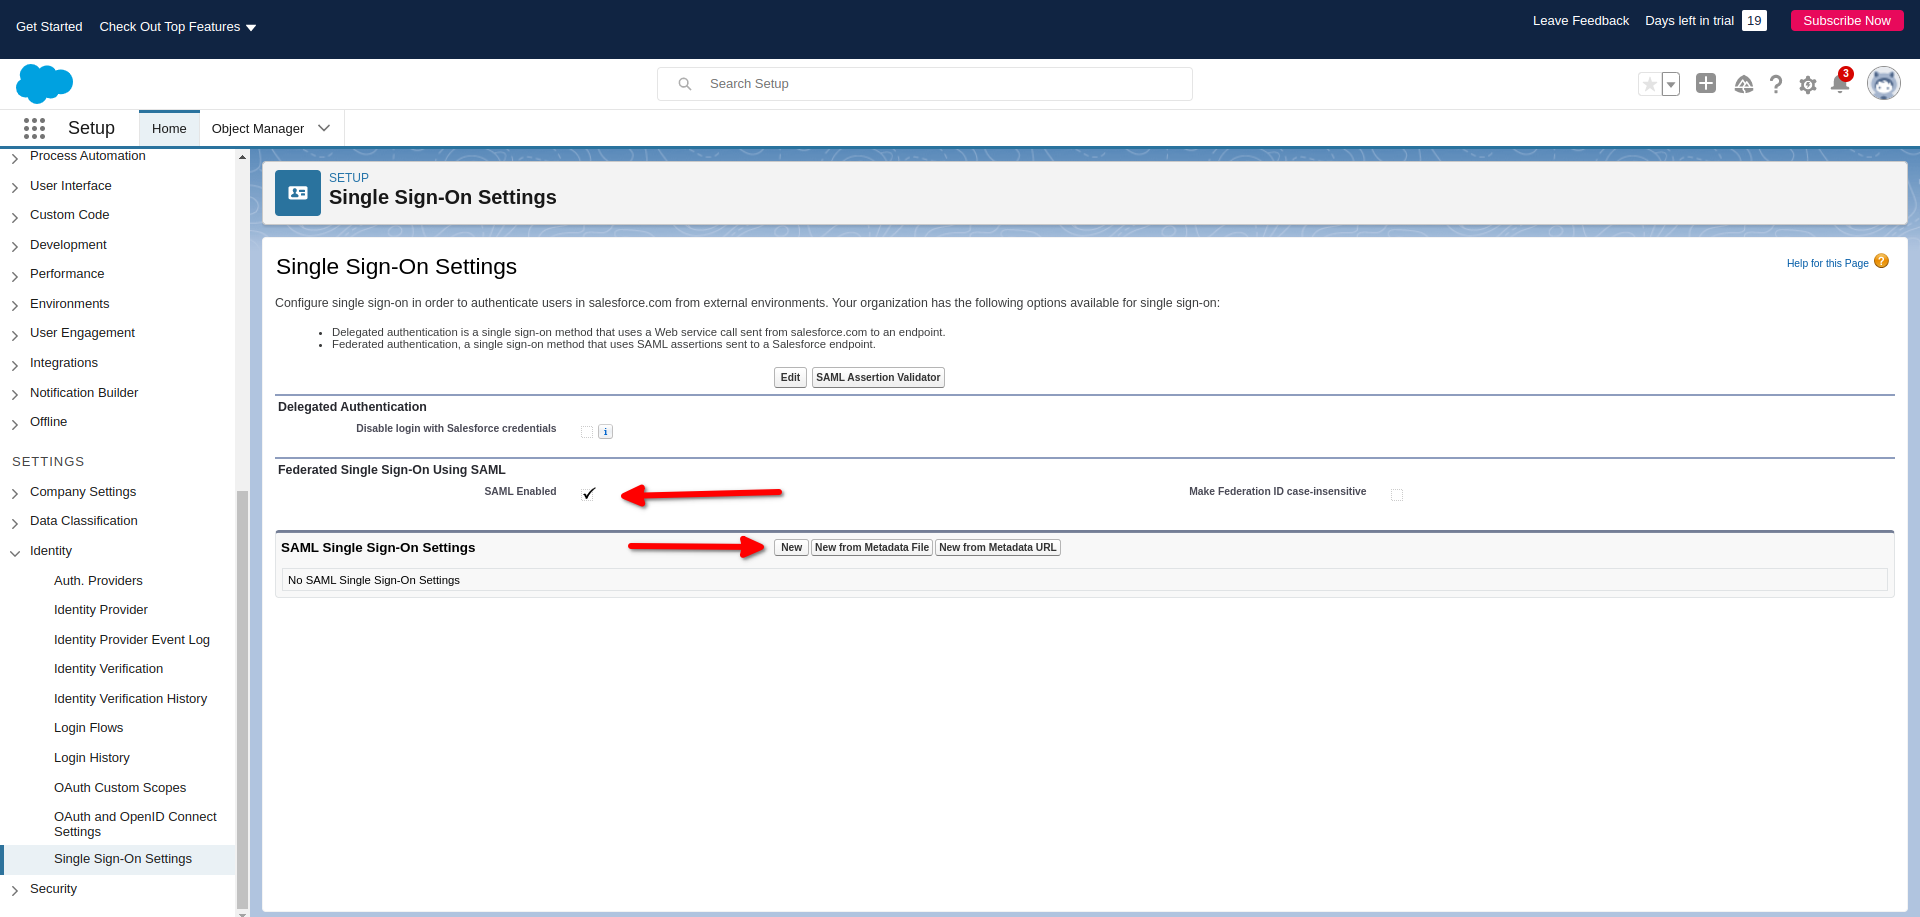 Get Started Check Out Top Features
Leave Feedback Days left in trial 19 Subscribe Now
Search Setup
3
Setup Home Object Manager
Process Automation
User Interface
Custom Code
Development
Performance
Environments
User Engagement
Integrations
Notification Builder
Offline
SETTINGS
Company Settings
Data Classification
Identity
Auth. Providers
Identity Provider
Identity Provider Event Log
Identity Verification
Identity Verification History
Login Flows
Login History
OAuth Custom Scopes
OAuth and OpenID Connect
Settings
Single Sign-On Settings
Security
SETUP
Single Sign-On Settings
Single Sign-On Settings
Help for this Page ?
Configure single sign-on in order to authenticate users in salesforce.com from external environments. Your organization has the following options available for single sign-on:
• Delegated authentication is a single sign-on method that uses a Web service call sent from salesforce.com to an endpoint.
• Federated authentication, a single sign-on method that uses SAML assertions sent to a Salesforce endpoint.
Edit SAML Assertion Validator
Delegated Authentication
Disable login with Salesforce credentials i
Federated Single Sign-On Using SAML
SAML Enabled Make Federation ID case-insensitive
SAML Single Sign-On Settings New New from Metadata File New from Metadata URL
No SAML Single Sign-On Settings